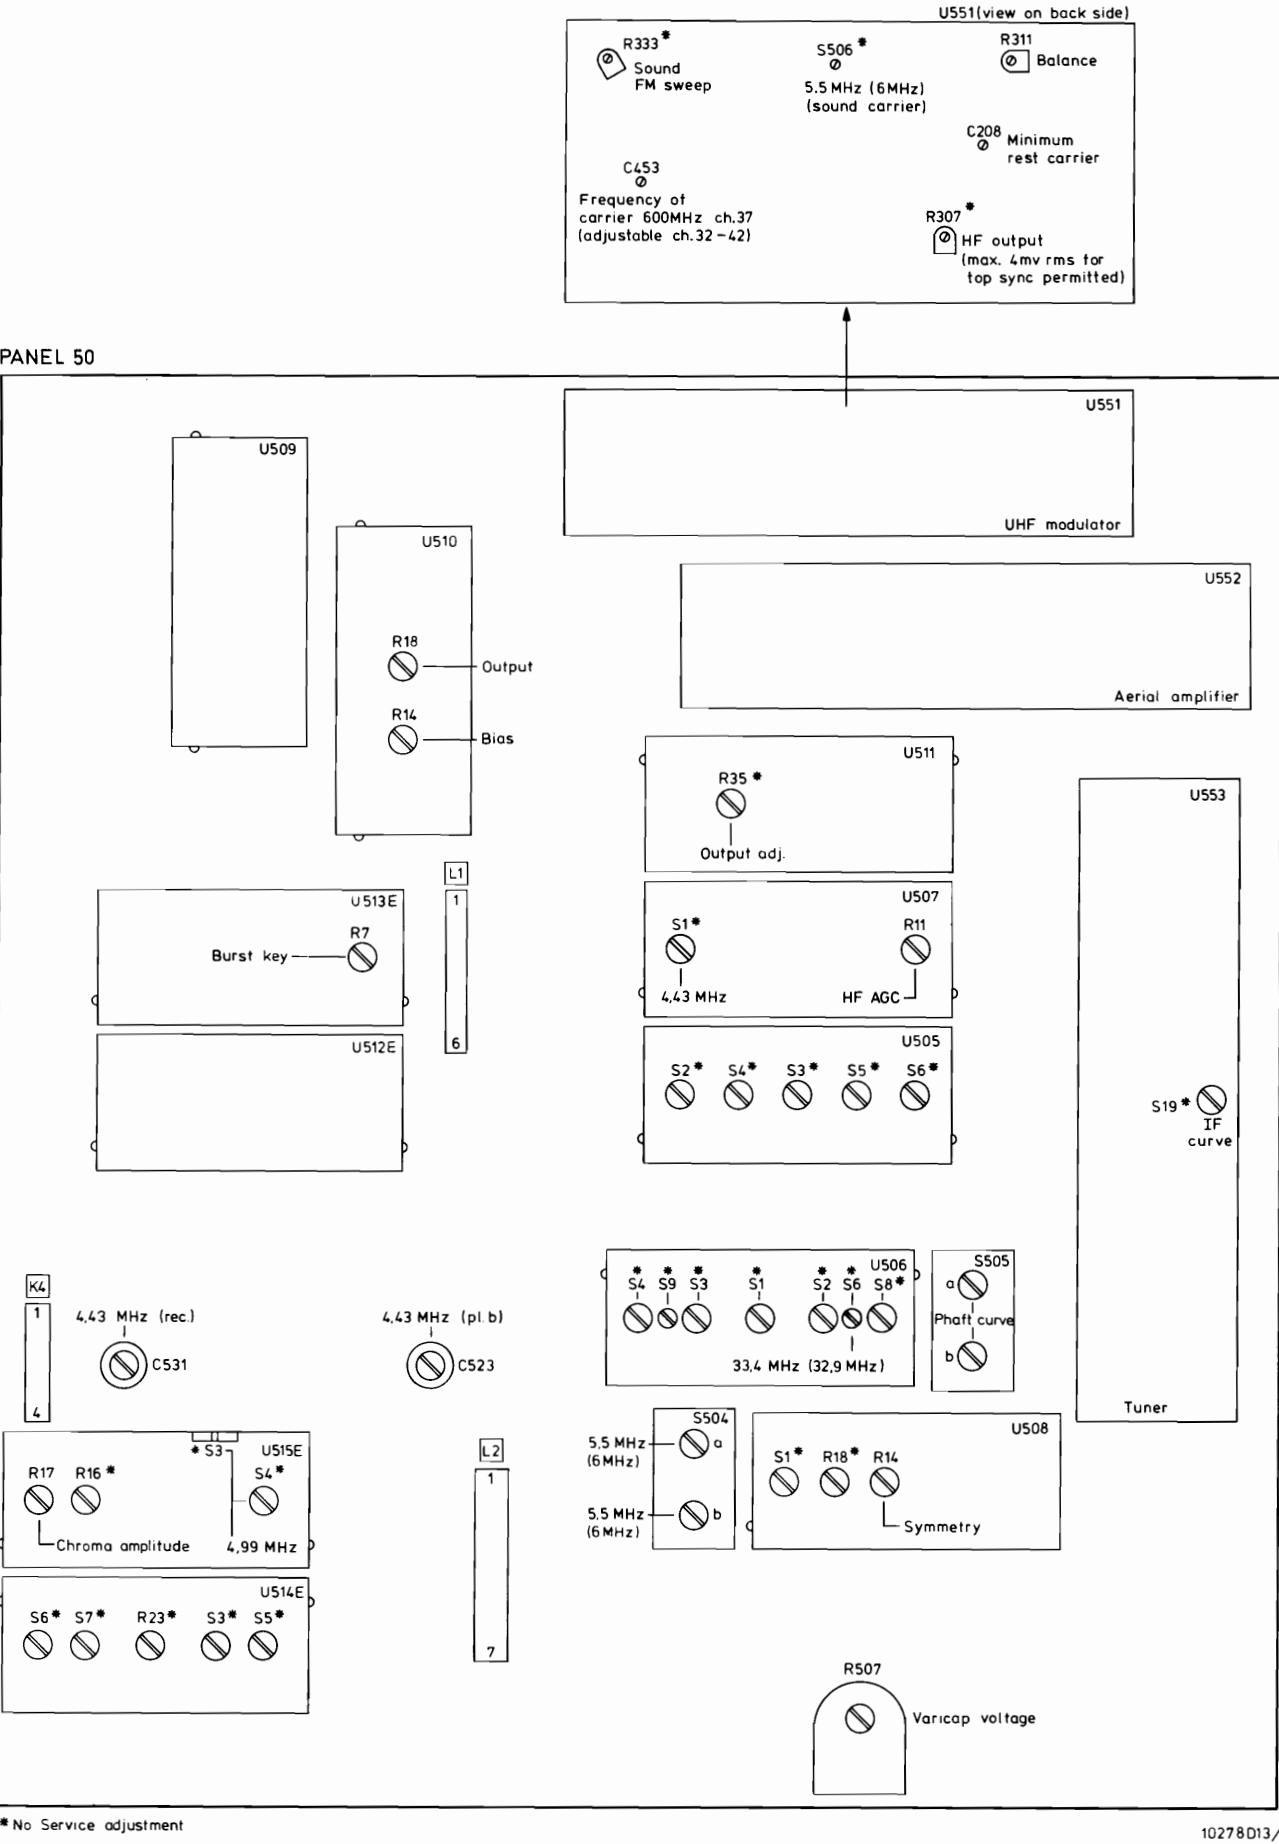 U551(view on back side)
R333*
Sound
FM sweep
S506*
5.5MHz (6MHz)
(sound carrier)
R311
Balance
C208
Minimum
rest carrier
C453
Frequency of
carrier 600MHz ch.37
(adjustable ch.32-42)
R307*
HF output
(max. 4mv rms for
top sync permitted)
PANEL 50
U551
UHF modulator
U509
U510
R18
Output
R14
Bias
U552
Aerial amplifier
U511
R35*
Output adj.
U553
L1
1
6
U513E
R7
Burst key
U507
S1*
4,43 MHz
R11
HF AGC
U512E
U505
S2* S4* S3* S5* S6*
S19*
IF
curve
Tuner
K4
1
4
4,43 MHz (rec.)
C531
4,43 MHz (pl.b)
C523
U506
* * * * * *
S4 S9 S3 S1 S2 S6 S8*
33,4 MHz (32,9 MHz)
S505
a
Phaft curve
b
U515E
*S3
R17 R16* S4*
Chroma amplitude
4,99 MHz
L2
1
7
S504
5,5 MHz
(6MHz)
a
5,5 MHz
(6MHz)
b
U508
S1* R18* R14
Symmetry
U514E
S6* S7* R23* S3* S5*
R507
Varicap voltage
* No Service adjustment
10278D13/